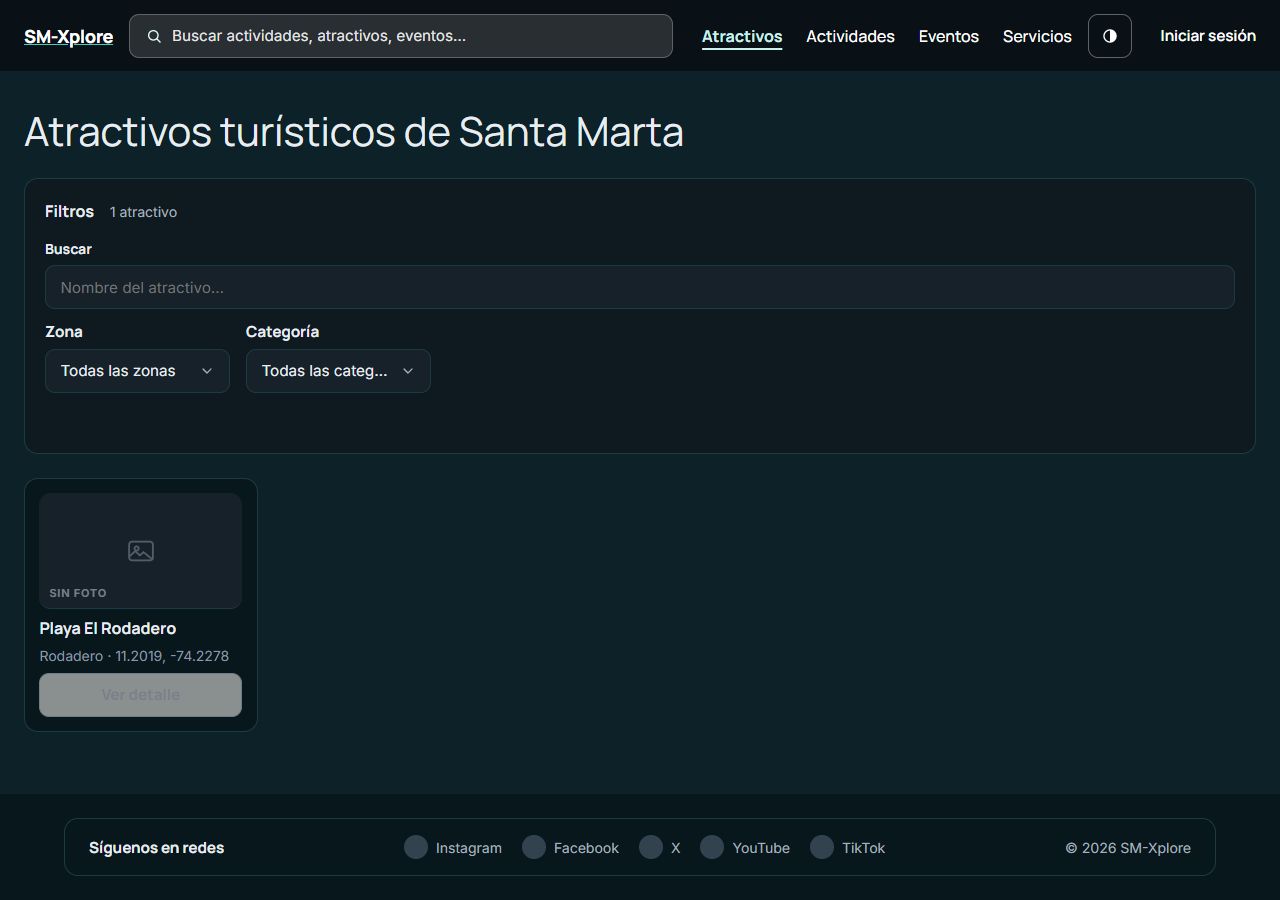 SM-Xplore
Buscar actividades, atractivos, eventos...
Atractivos
Actividades
Eventos
Servicios
Iniciar sesión
Atractivos turísticos de Santa Marta
Filtros
1 atractivo
Buscar
Nombre del atractivo...
Zona
Categoría
Todas las zonas
Todas las categ...
SIN FOTO
Playa El Rodadero
Rodadero · 11.2019, -74.2278
Ver detalle
Síguenos en redes
Instagram
Facebook
X
YouTube
TikTok
© 2026 SM-Xplore